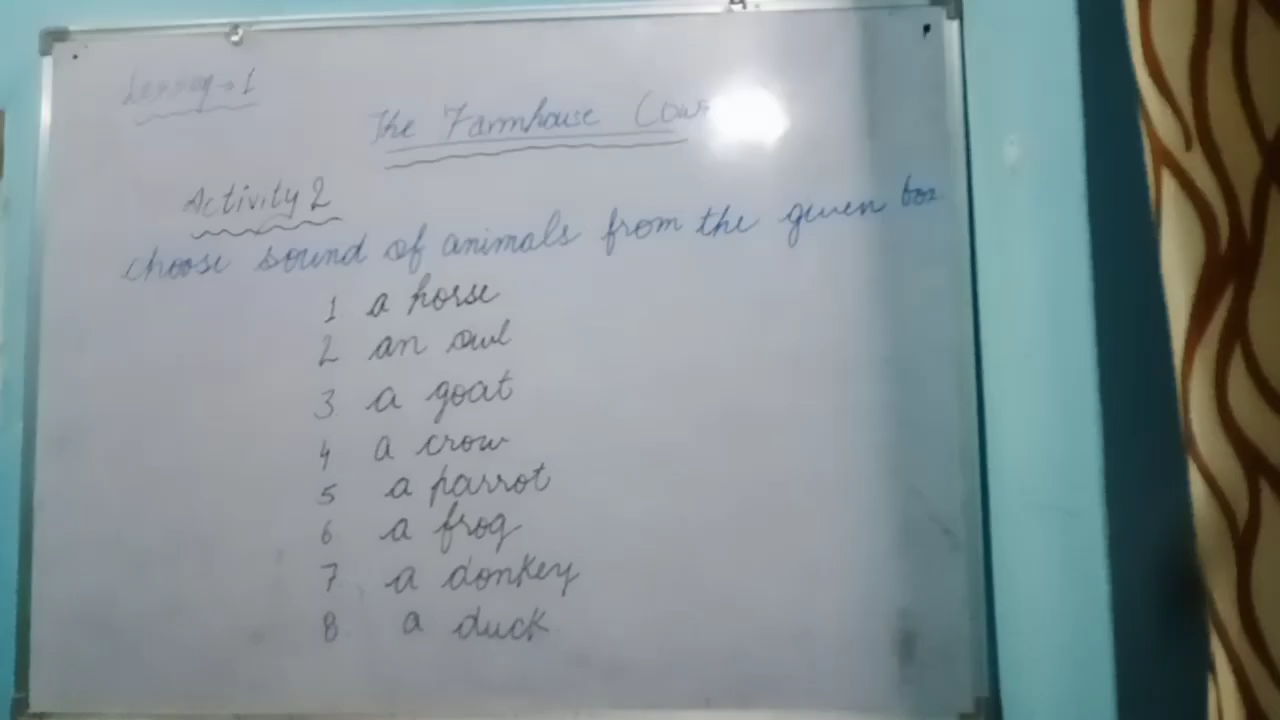 Lesson-1
The Farmhouse
Activity 2
choose sound of animals from the given box
1 a horse
2 an owl
3 a goat
4 a crow
5 a parrot
6 a frog
7 a donkey
8 a duck